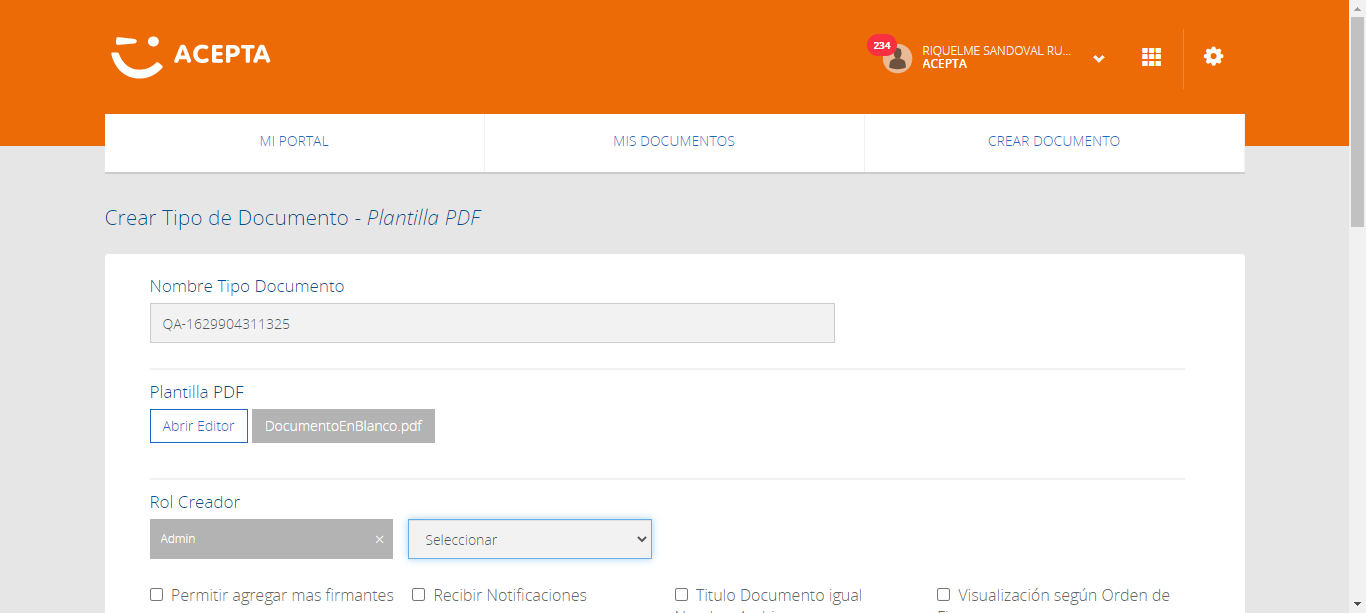 ACEPTA
234
RIQUELME SANDOVAL RU...
ACEPTA
MI PORTAL
MIS DOCUMENTOS
CREAR DOCUMENTO
Crear Tipo de Documento - Plantilla PDF
Nombre Tipo Documento
QA-1629904311325
Plantilla PDF
Abrir Editor
DocumentoEnBlanco.pdf
Rol Creador
Admin ×
Seleccionar
Permitir agregar mas firmantes
Recibir Notificaciones
Titulo Documento igual
Visualización según Orden de